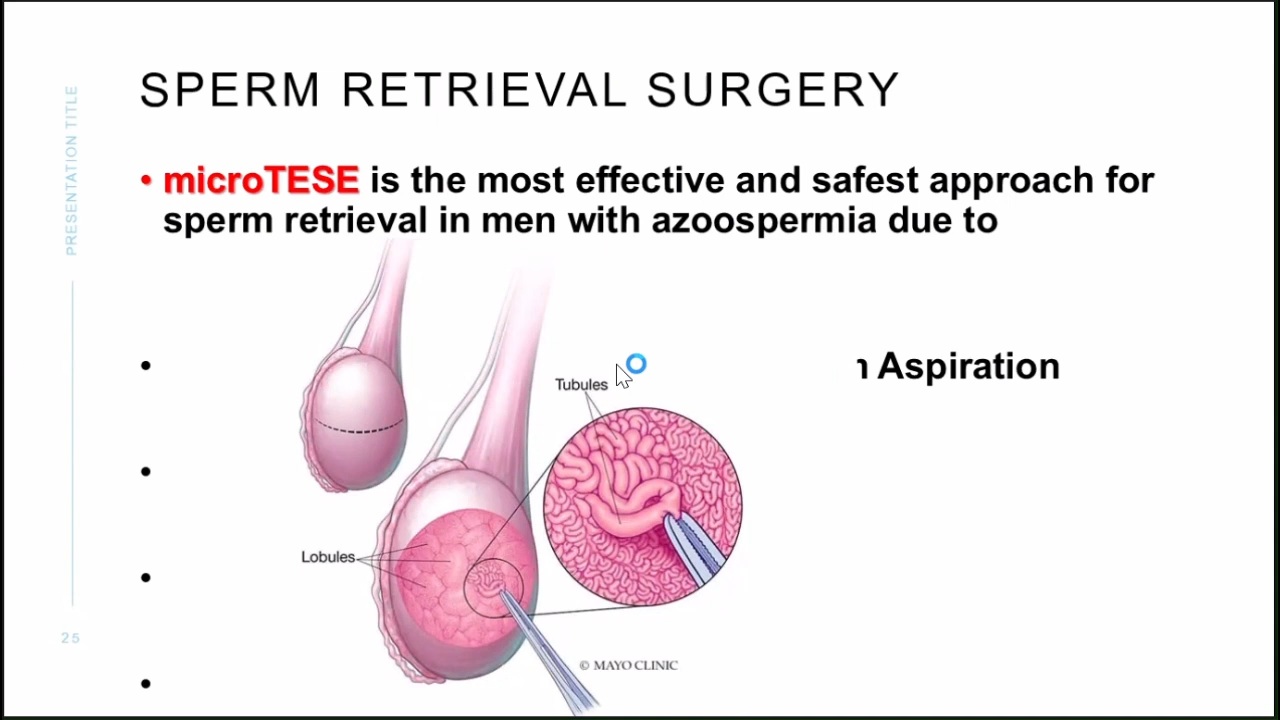 SPERM RETRIEVAL SURGERY
PRESENTATION TITLE
• microTESE is the most effective and safest approach for
sperm retrieval in men with azoospermia due to
• Aspiration
Tubules
•
Lobules
•
25
© MAYO CLINIC
•